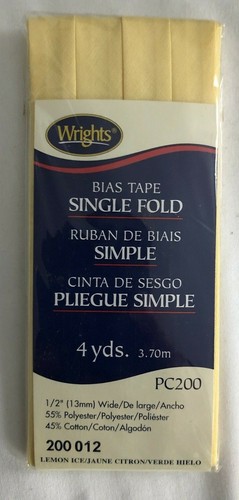 Wrights®
BIAS TAPE
SINGLE FOLD
RUBAN DE BIAIS
SIMPLE
CINTA DE SESGO
PLIEGUE SIMPLE
4 yds. 3.70m
PC200
1/2" (13mm) Wide/De large/Ancho
55% Polyester/Polyester/Poliéster
45% Cotton/Coton/Algodón
200 012
LEMON ICE/JAUNE CITRON/VERDE HIELO